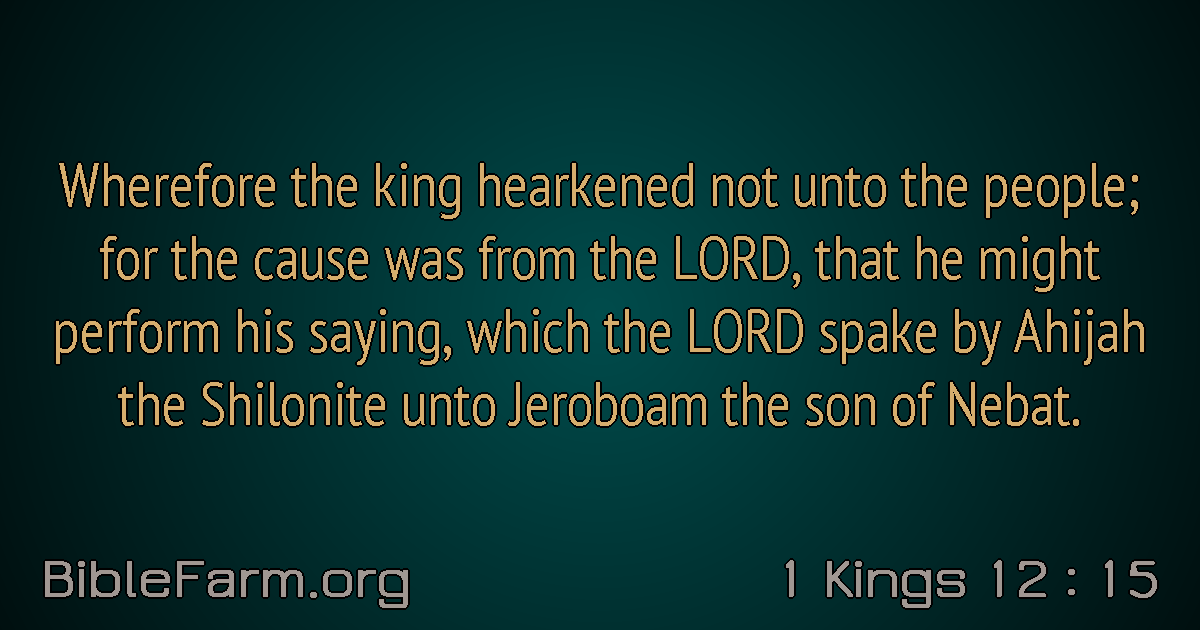 Wherefore the king hearkened not unto the people;
for the cause was from the LORD, that he might
perform his saying, which the LORD spake by Ahijah
the Shilonite unto Jeroboam the son of Nebat.
BibleFarm.org
1 Kings 12 : 15